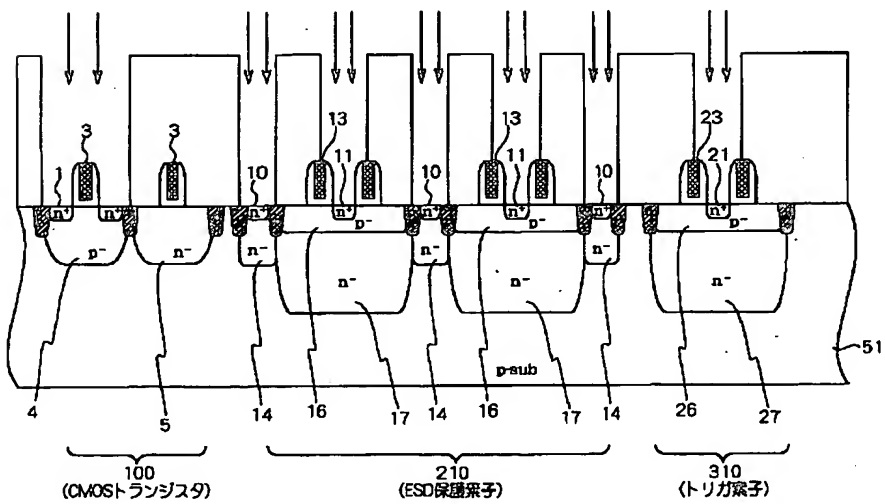 3 3 13 13 23
1 10 11 10 11 10 21
n+ n+ n+ n+ n+ n+ n+ n+
p- n- p- p- p-
n- n- n-
n- n- n-
p-sub
51
4 5 14 16 17 14 16 17 14 26 27
100 210 310
(CMOSトランジスタ) (ESD保護素子) (トリガ素子)